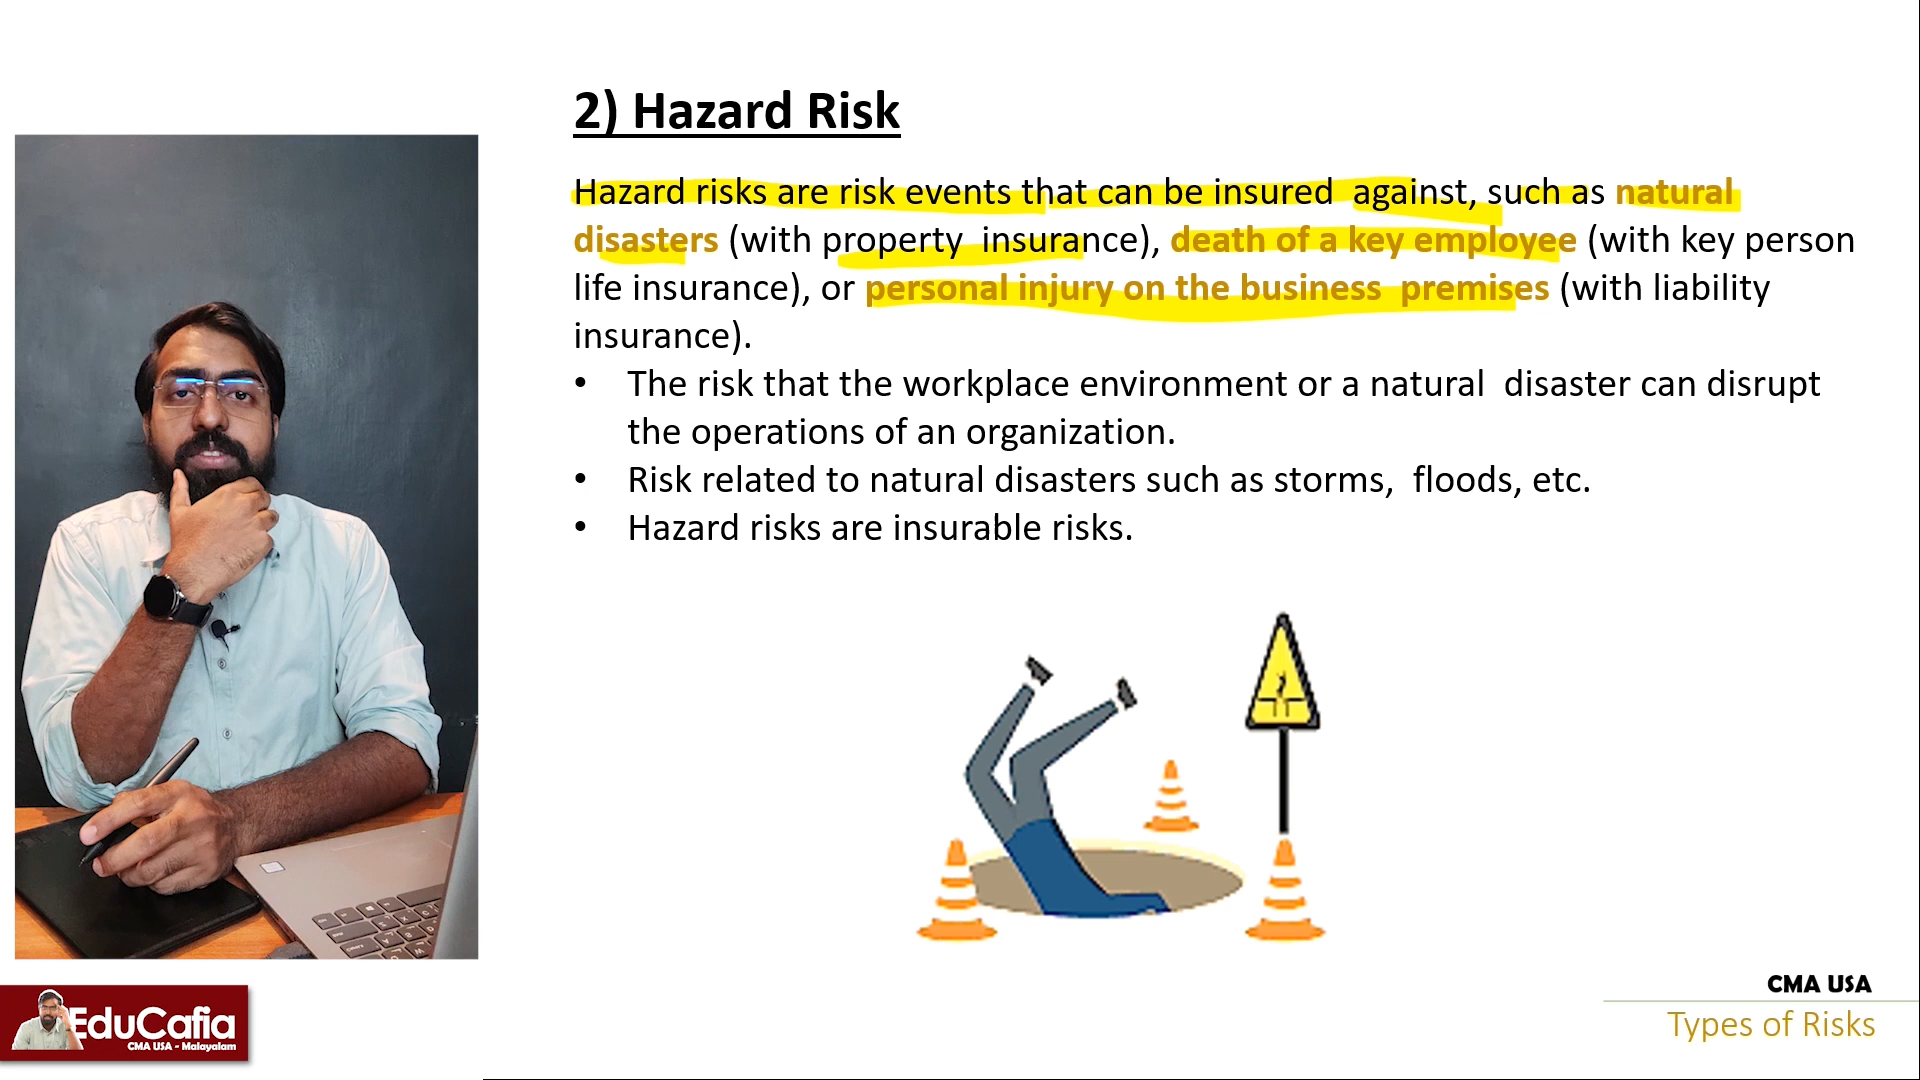 2) Hazard Risk
Hazard risks are risk events that can be insured against, such as natural
disasters (with property insurance), death of a key employee (with key person
life insurance), or personal injury on the business premises (with liability
insurance).
• The risk that the workplace environment or a natural disaster can disrupt
the operations of an organization.
• Risk related to natural disasters such as storms, floods, etc.
• Hazard risks are insurable risks.
EduCafia
CMA USA - Malayalam
CMA USA
Types of Risks